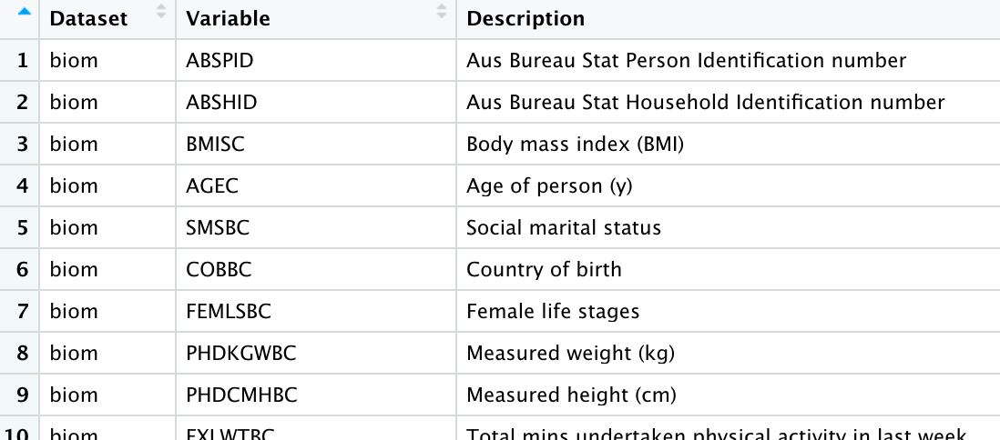 Dataset Variable Description
1 biom ABSPID Aus Bureau Stat Person Identification number
2 biom ABSHID Aus Bureau Stat Household Identification number
3 biom BMISC Body mass index (BMI)
4 biom AGEC Age of person (y)
5 biom SMSBC Social marital status
6 biom COBBC Country of birth
7 biom FEMLSBC Female life stages
8 biom PHDKGWBC Measured weight (kg)
9 biom PHDCMHBC Measured height (cm)
10 biom EXLWTBC Total mins undertaken physical activity in last week